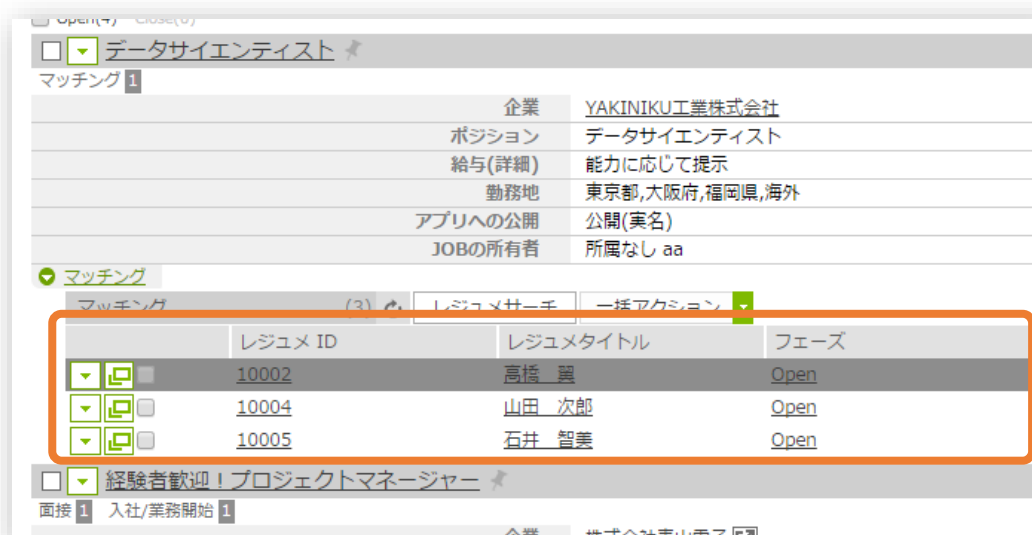 Open(4) Close(0)
データサイエンティスト
マッチング 1
企業 YAKINIKU工業株式会社
ポジション データサイエンティスト
給与(詳細) 能力に応じて提示
勤務地 東京都,大阪府,福岡県,海外
アプリへの公開 公開(実名)
JOBの所有者 所属なし aa
マッチング
マッチング (3) レジュメサーチ 一括アクション
レジュメ ID レジュメタイトル フェーズ
10002 高橋 翼 Open
10004 山田 次郎 Open
10005 石井 智美 Open
経験者歓迎！プロジェクトマネージャー
面接 1 入社/業務開始 1
企業 株式会社青山電子